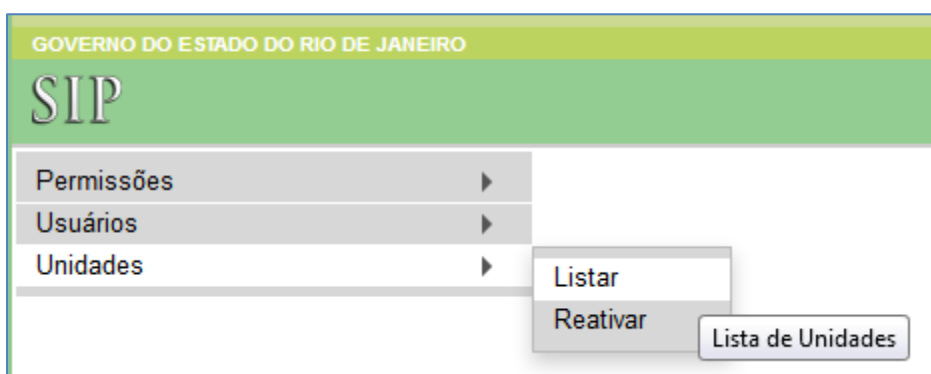 GOVERNO DO ESTADO DO RIO DE JANEIRO
SIP
Permissões
Usuários
Unidades
Listar
Reativar
Lista de Unidades